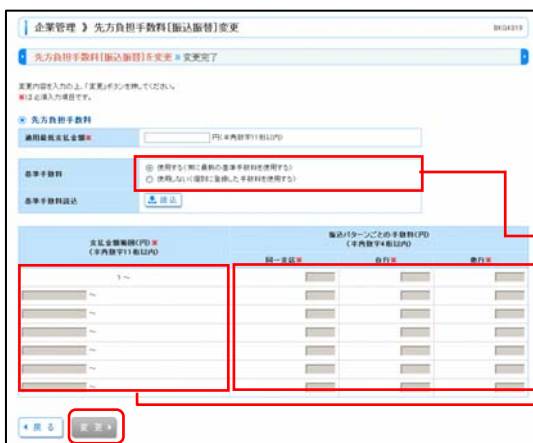 企業管理 》 先方負担手数料[振込振替]変更
BKGK019
先方負担手数料[振込振替]を変更 » 変更完了
変更内容を入力の上、「変更」ボタンを押してください。
※は必須入力項目です。
先方負担手数料
適用最低支払金額※
円(半角数字11桁以内)
基準手数料
使用する(常に最新の基準手数料を使用する)
使用しない(個別に登録した手数料を使用する)
基準手数料読込
読込
支払金額範囲(円)※
(半角数字11桁以内)
振込パターンごとの手数料(円)
(半角数字4桁以内)
同一支店※ 自行※ 他行※
1～
～
～
～
～
～
～
戻る
変更